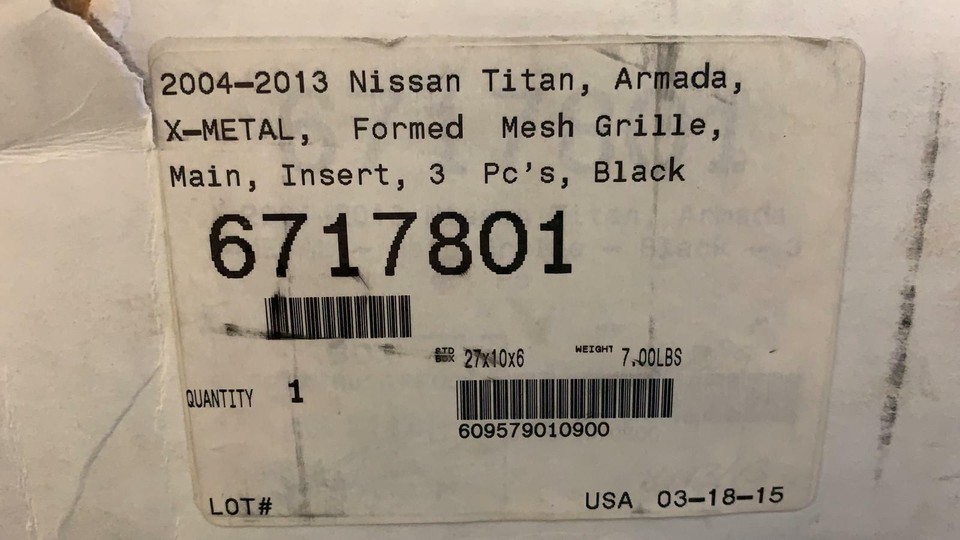 2004-2013 Nissan Titan, Armada,
X-METAL, Formed Mesh Grille,
Main, Insert, 3 Pc's, Black
6717801
STD BOX 27x10x6 WEIGHT 7.00LBS
QUANTITY 1
609579010900
LOT# USA 03-18-15